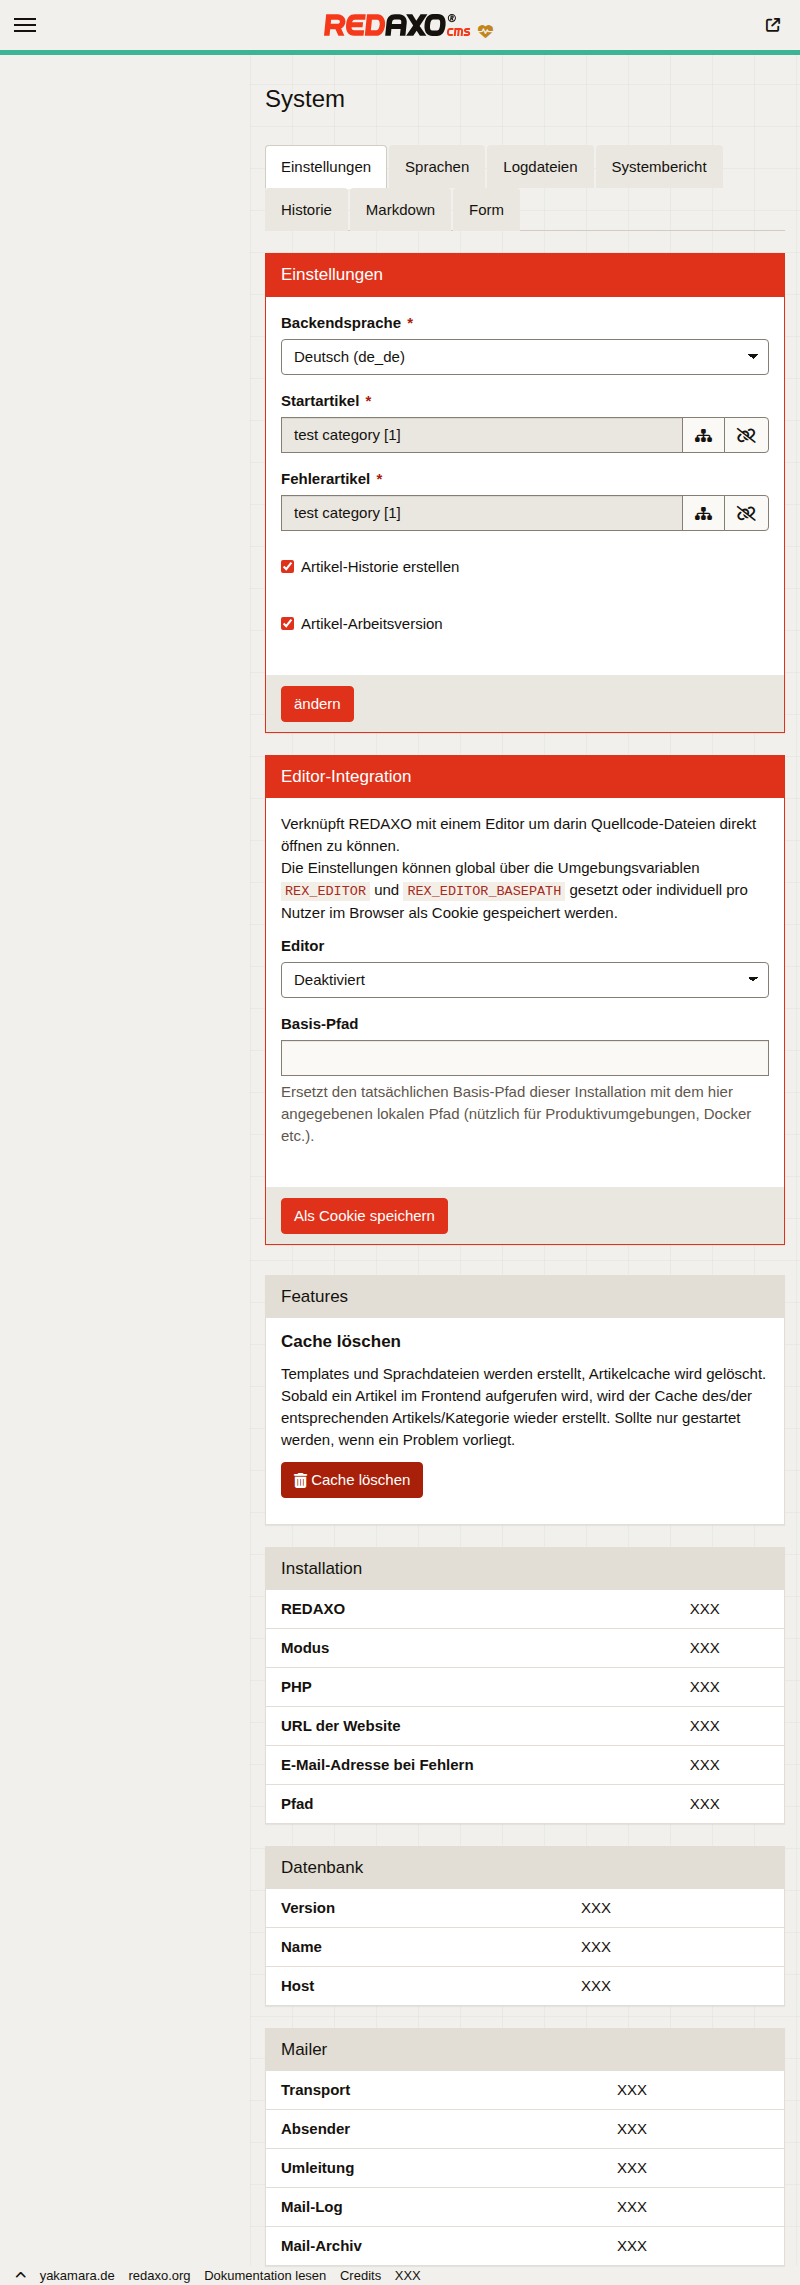 REDAXO® cms
System
Einstellungen Sprachen Logdateien Systembericht
Historie Markdown Form
Einstellungen
Backendsprache *
Deutsch (de_de)
Startartikel *
test category [1]
Fehlerartikel *
test category [1]
Artikel-Historie erstellen
Artikel-Arbeitsversion
ändern
Editor-Integration
Verknüpft REDAXO mit einem Editor um darin Quellcode-Dateien direkt
öffnen zu können.
Die Einstellungen können global über die Umgebungsvariablen
REX_EDITOR und REX_EDITOR_BASEPATH gesetzt oder individuell pro
Nutzer im Browser als Cookie gespeichert werden.
Editor
Deaktiviert
Basis-Pfad
Ersetzt den tatsächlichen Basis-Pfad dieser Installation mit dem hier
angegebenen lokalen Pfad (nützlich für Produktivumgebungen, Docker
etc.).
Als Cookie speichern
Features
Cache löschen
Templates und Sprachdateien werden erstellt, Artikelcache wird gelöscht.
Sobald ein Artikel im Frontend aufgerufen wird, wird der Cache des/der
entsprechenden Artikels/Kategorie wieder erstellt. Sollte nur gestartet
werden, wenn ein Problem vorliegt.
Cache löschen
Installation
REDAXO XXX
Modus XXX
PHP XXX
URL der Website XXX
E-Mail-Adresse bei Fehlern XXX
Pfad XXX
Datenbank
Version XXX
Name XXX
Host XXX
Mailer
Transport XXX
Absender XXX
Umleitung XXX
Mail-Log XXX
Mail-Archiv XXX
yakamara.de redaxo.org Dokumentation lesen Credits XXX